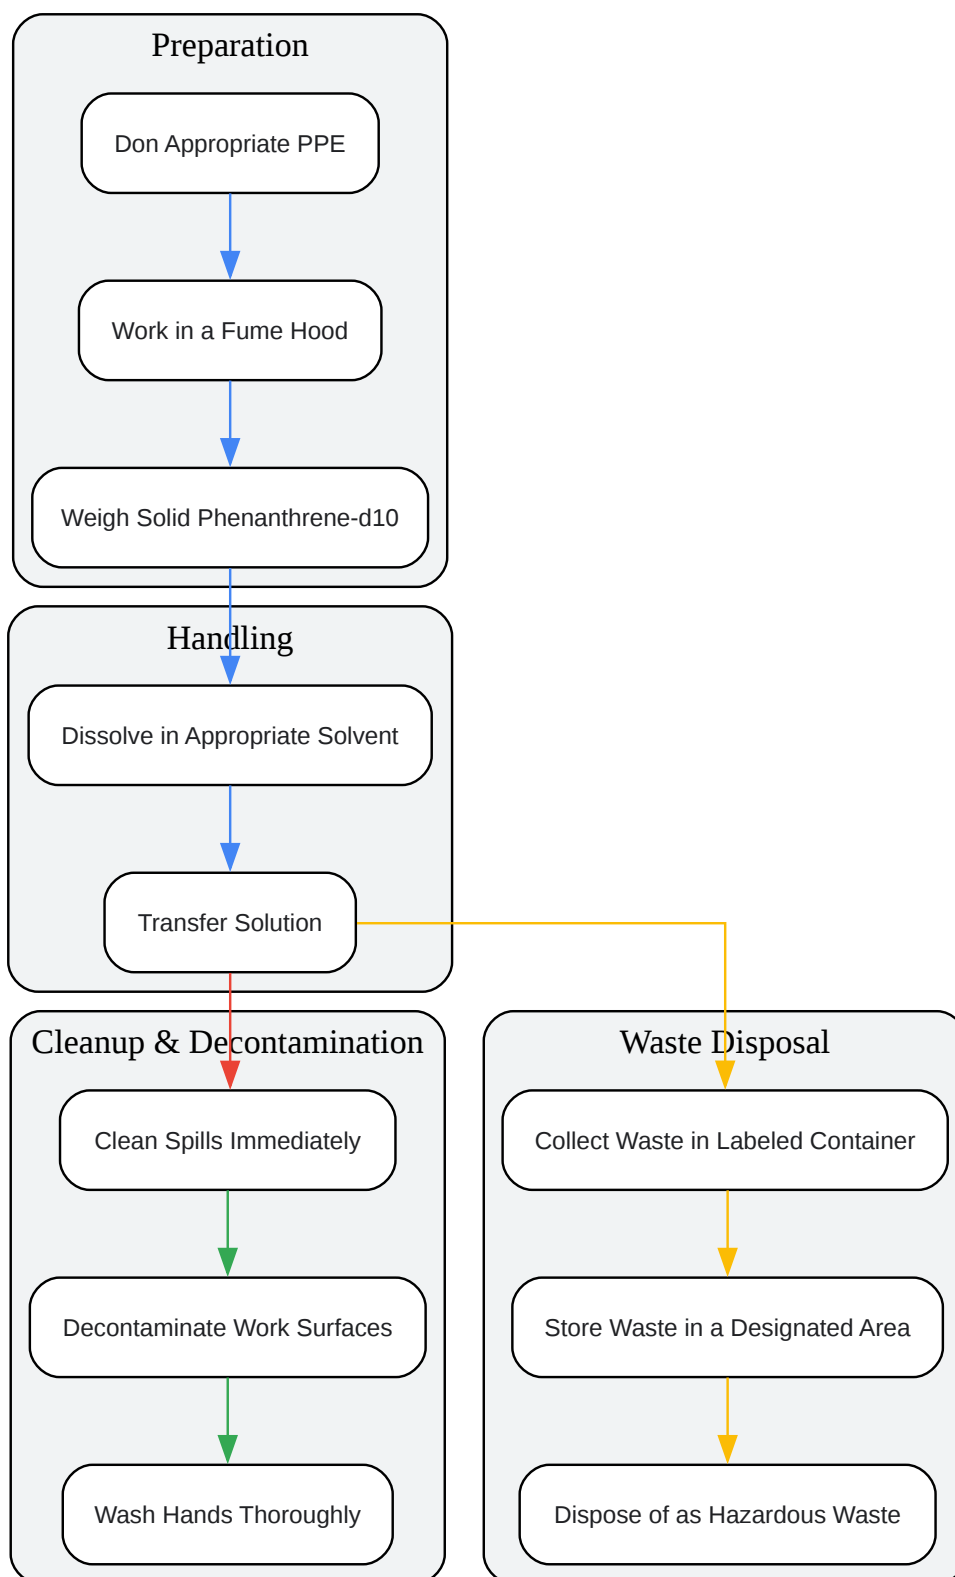 Preparation
Don Appropriate PPE
Work in a Fume Hood
Weigh Solid Phenanthrene-d10
Handling
Dissolve in Appropriate Solvent
Transfer Solution
Cleanup & Decontamination
Clean Spills Immediately
Decontaminate Work Surfaces
Wash Hands Thoroughly
Waste Disposal
Collect Waste in Labeled Container
Store Waste in a Designated Area
Dispose of as Hazardous Waste